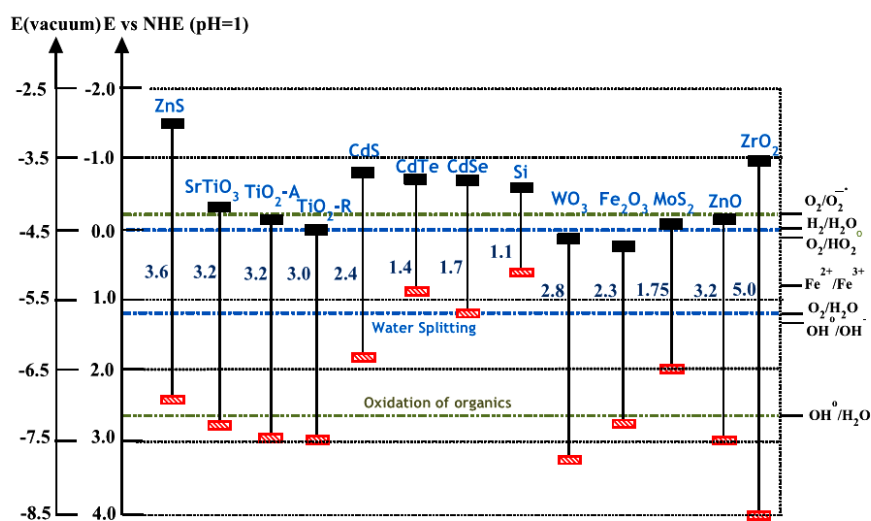 E(vacuum) E vs NHE (pH=1)
-2.5 -2.0
ZnS
ZrO2
CdS
-3.5 -1.0
CdTe CdSe Si
SrTiO3 TiO2-A WO3 Fe2O3 MoS2 ZnO
TiO2-R
O2/O2−•
H2/H2O
-4.5 0.0
O2/HO2°
1.1
3.6 3.2 3.2 3.0 2.4 1.4 1.7
2.8 2.3 1.75 3.2 5.0
Fe2+/Fe3+
-5.5 1.0
O2/H2O
Water Splitting
OH°/OH-
-6.5 2.0
Oxidation of organics
OH°/H2O
-7.5 3.0
-8.5 4.0